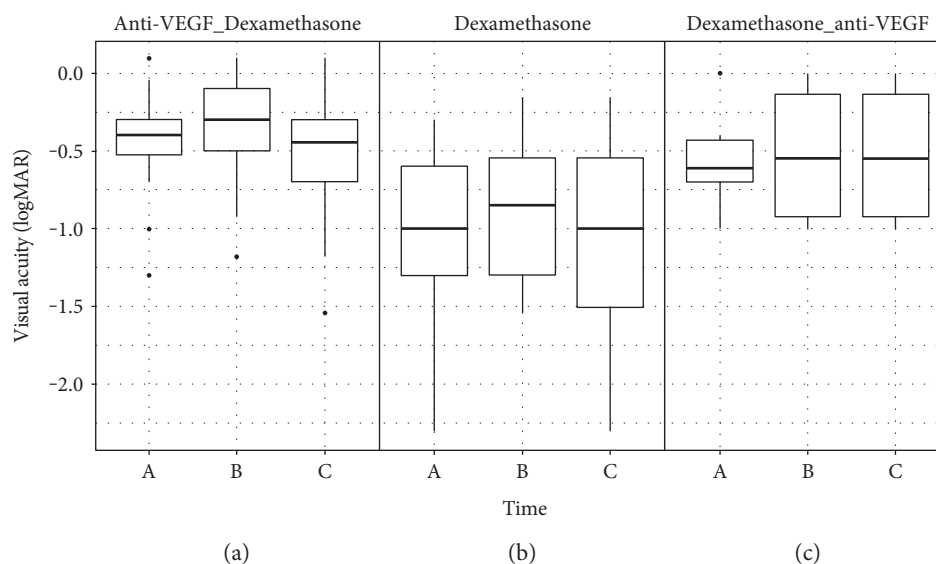 Anti-VEGF_Dexamethasone Dexamethasone Dexamethasone_anti-VEGF
Visual acuity (logMAR)
0.0
−0.5
−1.0
−1.5
−2.0
A B C A B C A B C
Time
(a) (b) (c)